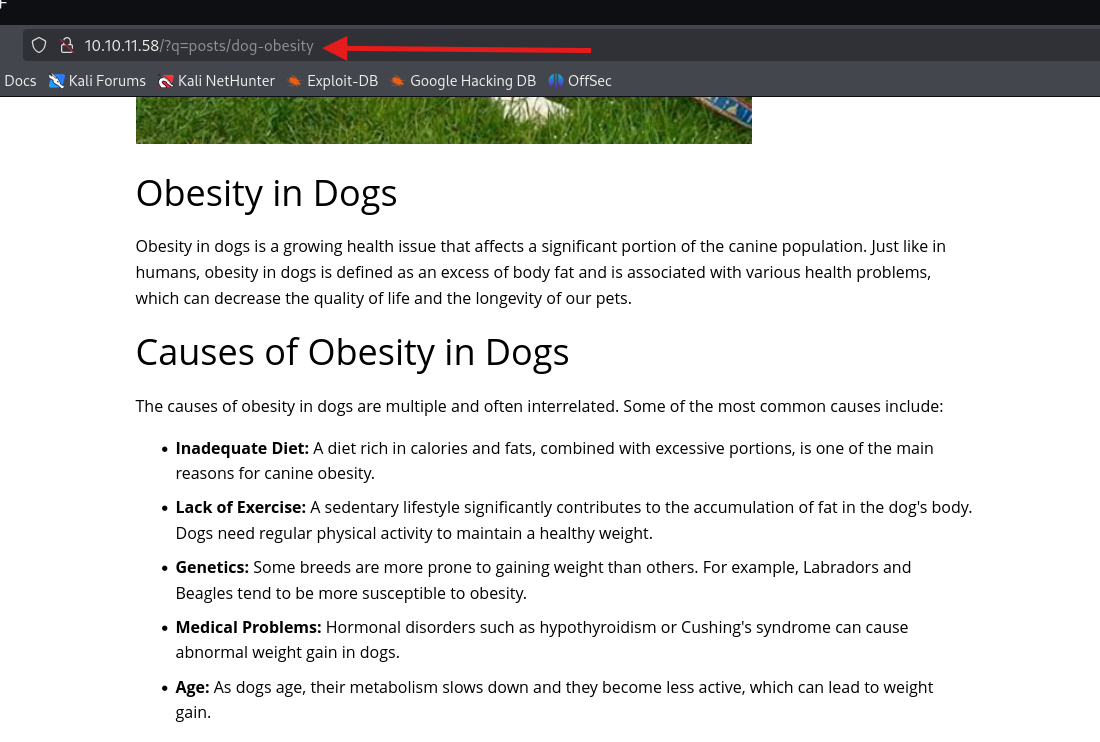 10.10.11.58/?q=posts/dog-obesity
Docs Kali Forums Kali NetHunter Exploit-DB Google Hacking DB OffSec
Obesity in Dogs
Obesity in dogs is a growing health issue that affects a significant portion of the canine population. Just like in
humans, obesity in dogs is defined as an excess of body fat and is associated with various health problems,
which can decrease the quality of life and the longevity of our pets.
Causes of Obesity in Dogs
The causes of obesity in dogs are multiple and often interrelated. Some of the most common causes include:
• Inadequate Diet: A diet rich in calories and fats, combined with excessive portions, is one of the main
reasons for canine obesity.
• Lack of Exercise: A sedentary lifestyle significantly contributes to the accumulation of fat in the dog's body.
Dogs need regular physical activity to maintain a healthy weight.
• Genetics: Some breeds are more prone to gaining weight than others. For example, Labradors and
Beagles tend to be more susceptible to obesity.
• Medical Problems: Hormonal disorders such as hypothyroidism or Cushing's syndrome can cause
abnormal weight gain in dogs.
• Age: As dogs age, their metabolism slows down and they become less active, which can lead to weight
gain.